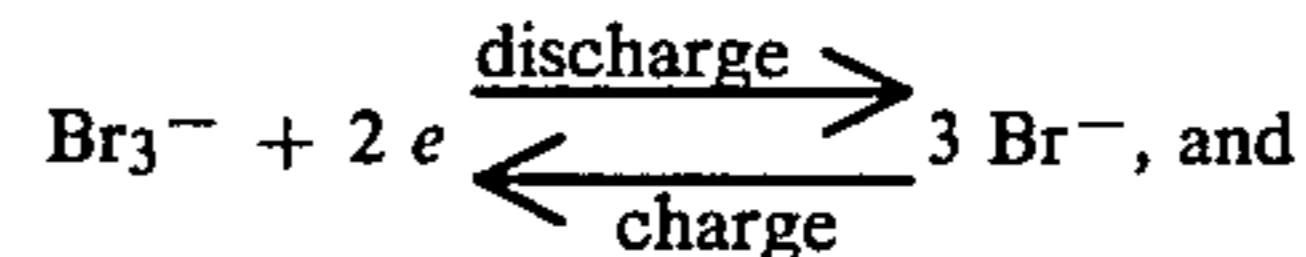 discharge
Br₃⁻ + 2 e ⇄ 3 Br⁻, and
charge